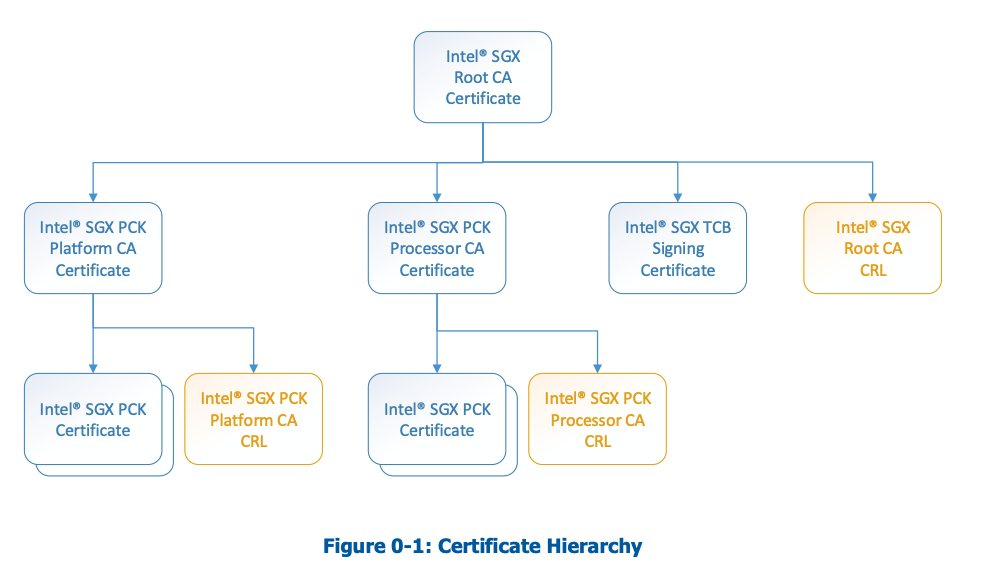 Intel® SGX
Root CA
Certificate
Intel® SGX PCK
Platform CA
Certificate
Intel® SGX PCK
Processor CA
Certificate
Intel® SGX TCB
Signing
Certificate
Intel® SGX
Root CA
CRL
Intel® SGX PCK
Certificate
Intel® SGX PCK
Platform CA
CRL
Intel® SGX PCK
Certificate
Intel® SGX PCK
Processor CA
CRL
Figure 0-1: Certificate Hierarchy